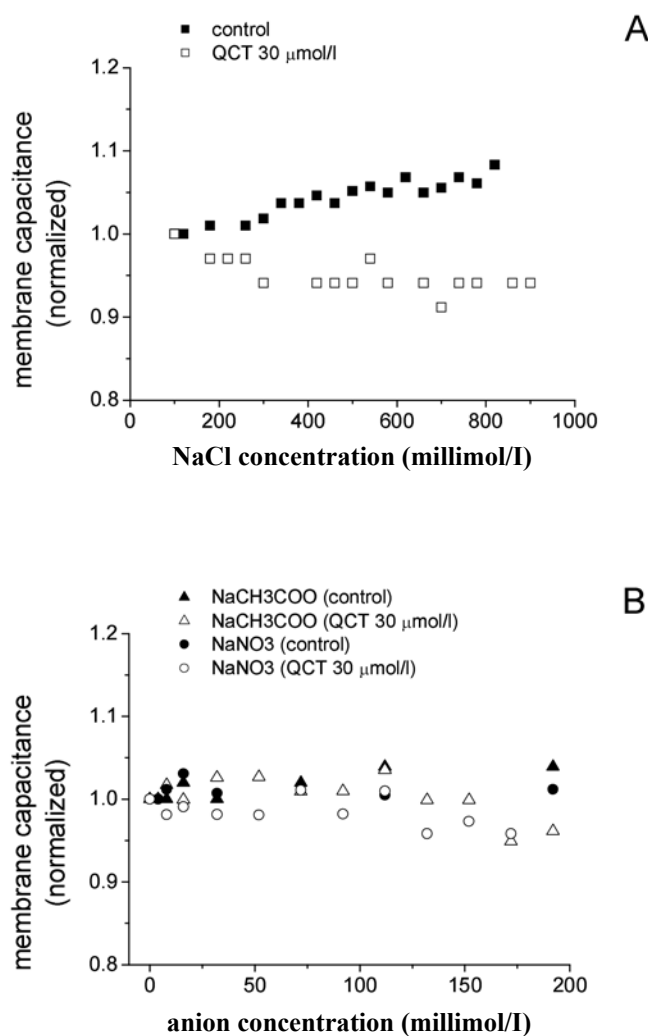 control
QCT 30 μmol/l
A
1.2
1.1
1.0
0.9
0.8
membrane capacitance
(normalized)
0 200 400 600 800 1000
NaCl concentration (millimol/I)
NaCH3COO (control)
NaCH3COO (QCT 30 μmol/l)
NaNO3 (control)
NaNO3 (QCT 30 μmol/l)
B
1.2
1.1
1.0
0.9
0.8
membrane capacitance
(normalized)
0 50 100 150 200
anion concentration (millimol/I)